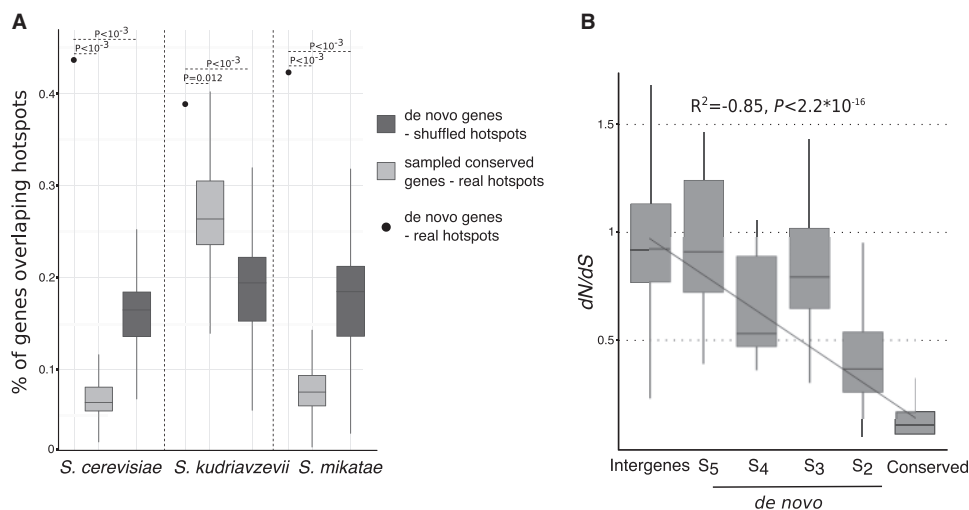 A
P<10-3
P<10-3
P<10-3
P=0.012
P<10-3
P<10-3
% of genes overlaping hotspots
0.4
0.3
0.2
0.1
0
S. cerevisiae
S. kudriavzevii
S. mikatae
de novo genes
- shuffled hotspots
sampled conserved
genes - real hotspots
de novo genes
- real hotspots
B
R2=-0.85, P<2.2*10-16
dN/dS
1.5
1
0.5
Intergenes
S5
S4
S3
S2
Conserved
de novo